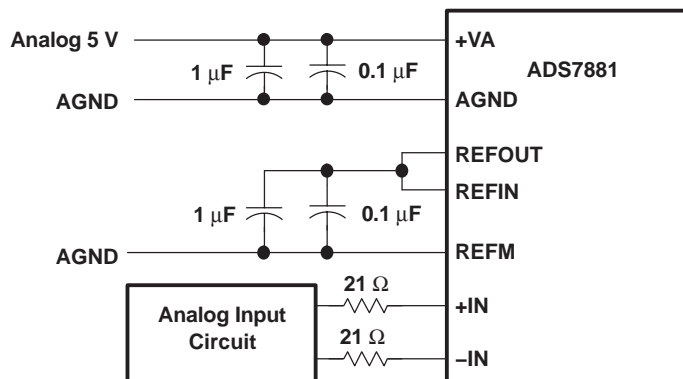 Analog 5 V
+VA
1 μF
0.1 μF
ADS7881
AGND
AGND
REFOUT
REFIN
1 μF
0.1 μF
AGND
REFM
21 Ω
+IN
Analog Input
Circuit
21 Ω
−IN